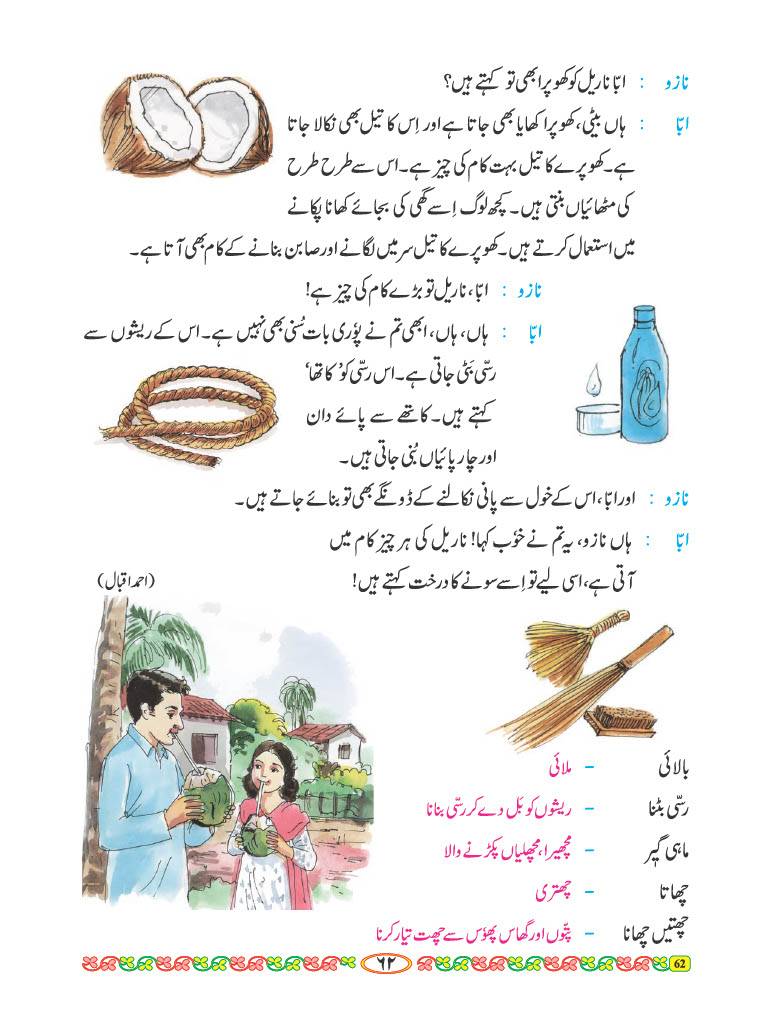 نازو : ابّا ناریل کو کھوپرا بھی تو کہتے ہیں؟
ابّا : ہاں بیٹی، کھوپرا کھایا بھی جاتا ہے اور اِس کا تیل بھی نکالا جاتا
ہے۔ کھوپرے کا تیل بہت کام کی چیز ہے۔ اس سے طرح طرح
کی مٹھائیاں بنتی ہیں۔ کچھ لوگ اِسے گھی کی بجائے کھانا پکانے
میں استعمال کرتے ہیں۔ کھوپرے کا تیل سر میں لگانے اور صابن بنانے کے کام بھی آتا ہے۔
نازو : ابّا، ناریل تو بڑے کام کی چیز ہے!
ابّا : ہاں، ہاں، ابھی تم نے پوٗری بات سُنی بھی نہیں ہے۔ اس کے ریشوں سے
رسّی بَٹی جاتی ہے۔ اس رسّی کو ’کاتھا‘
کہتے ہیں۔ کاتھے سے پائے دان
اور چارپائیاں بُنی جاتی ہیں۔
نازو : اور ابّا، اس کے خول سے پانی نکالنے کے ڈونگے بھی تو بنائے جاتے ہیں۔
ابّا : ہاں نازو، یہ تم نے خوٗب کہا! ناریل کی ہر چیز کام میں
آتی ہے، اسی لیے تو اِسے سونے کا درخت کہتے ہیں!
(احمد اقبال)
بالائی – ملائی
رسّی بٹنا – ریشوں کو بَل دے کر رسّی بنانا
ماہی گیر – مچھیرا، مچھلیاں پکڑنے والا
چھاتا – چھتری
چھتیں چھانا – پتّوں اور گھاس پھوٗس سے چھت تیار کرنا
۶۲
62